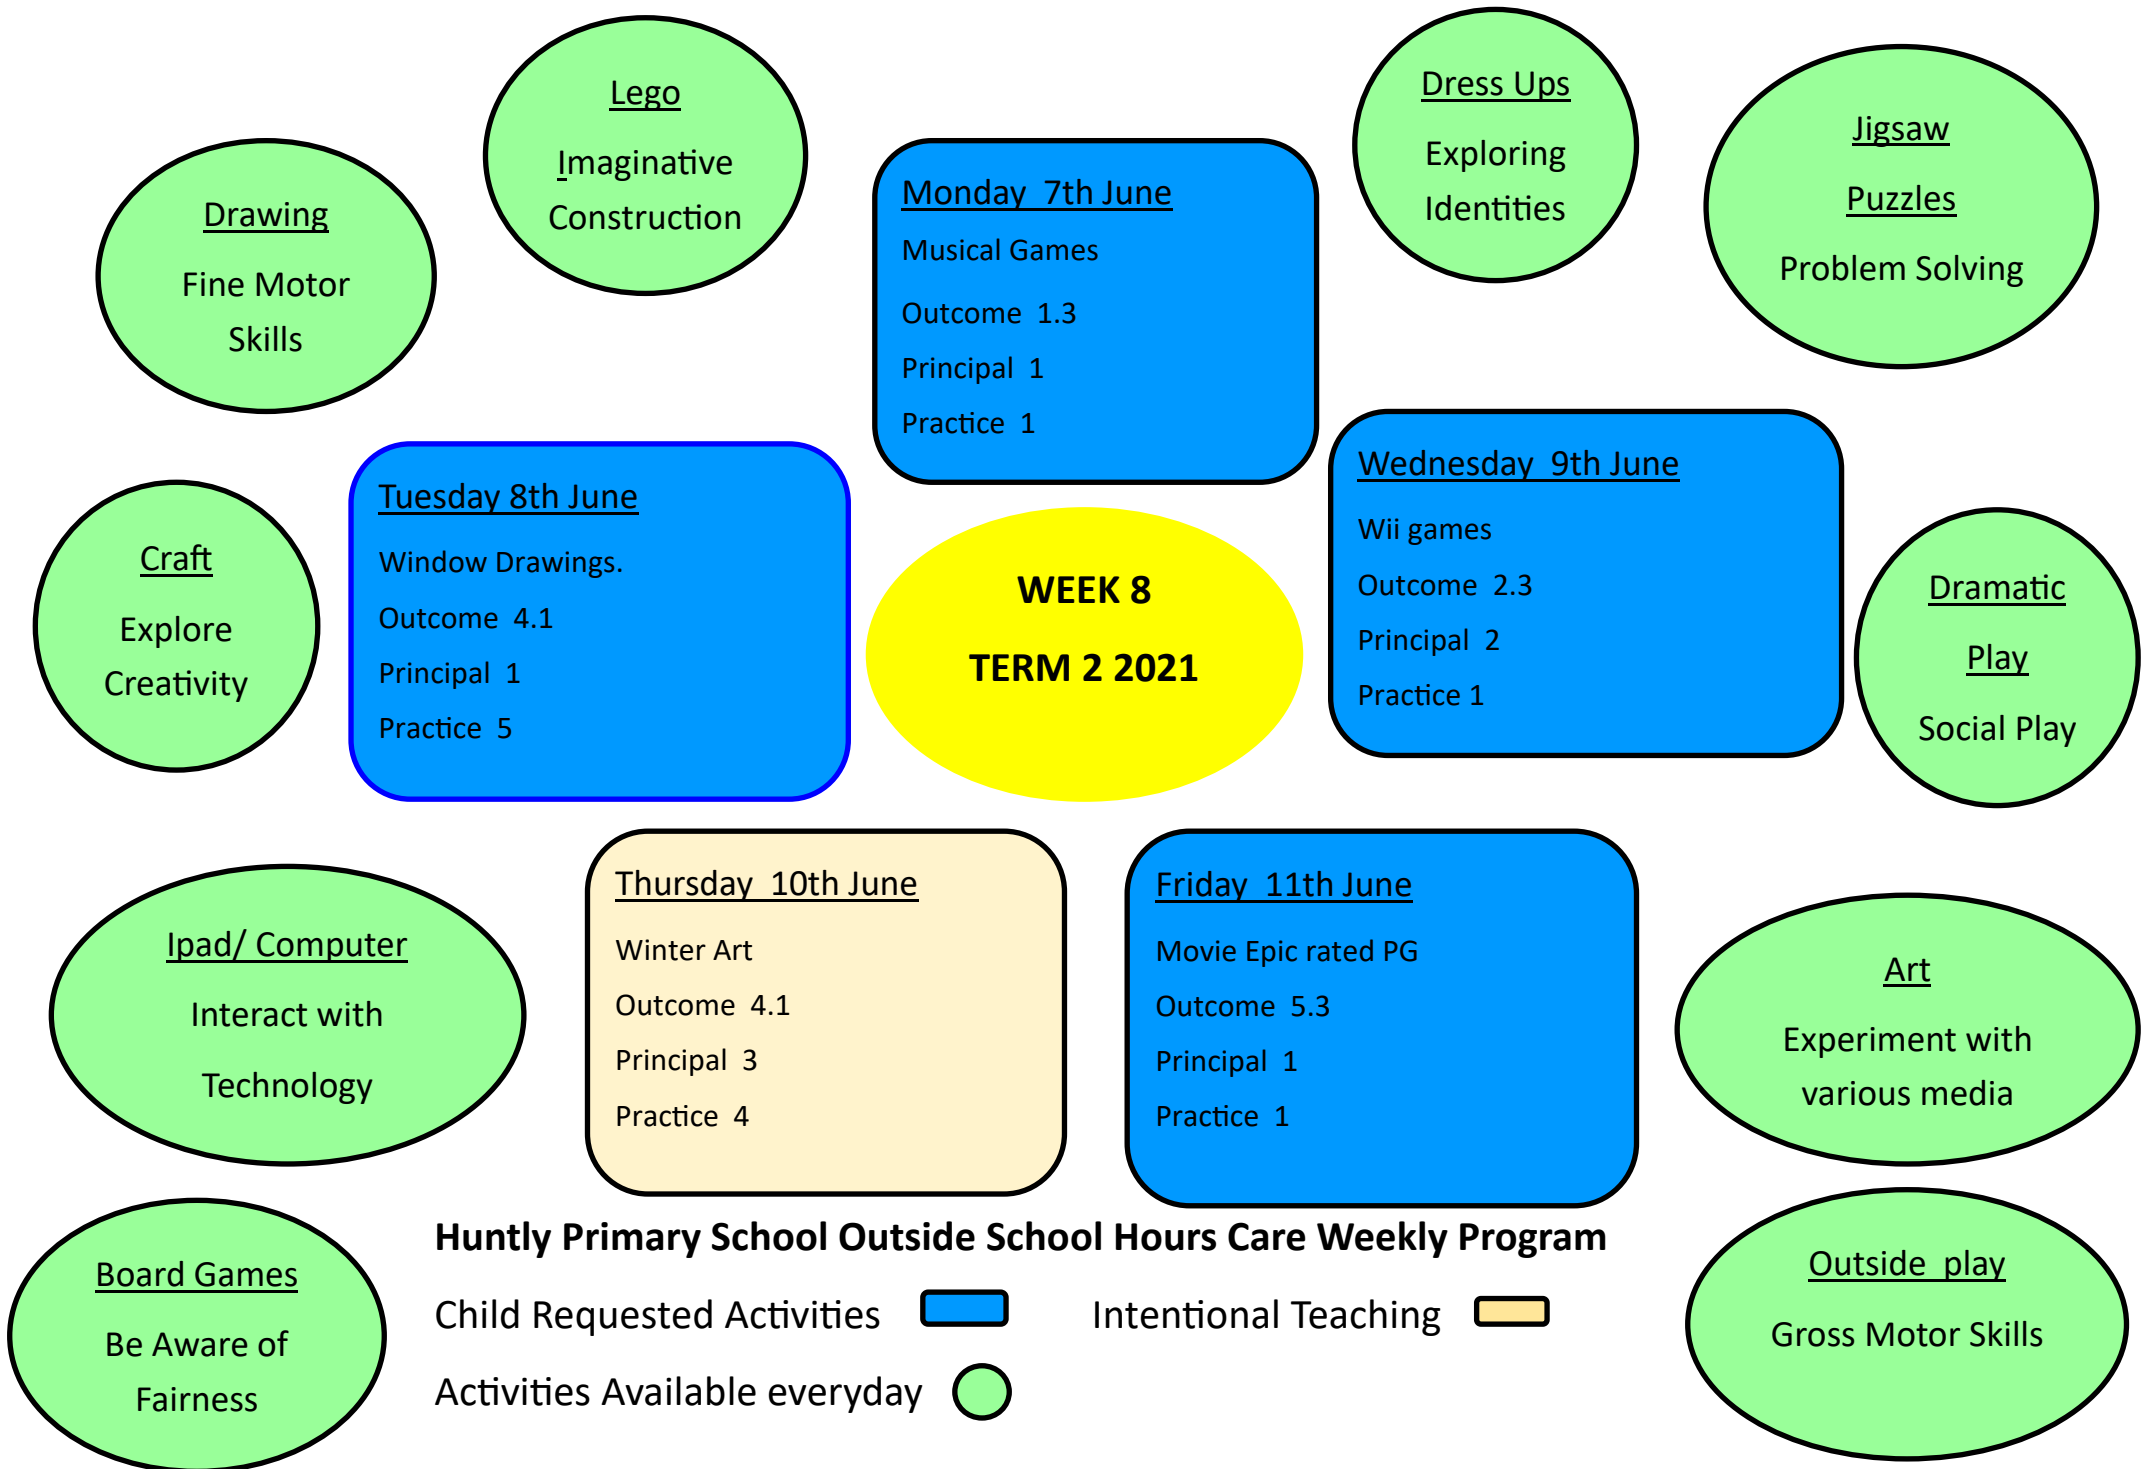 Lego
Imaginative
Construction
Dress Ups
Exploring
Identities
Jigsaw
Puzzles
Problem Solving
Drawing
Fine Motor
Skills
Monday  7th June
Musical Games
Outcome  1.3
Principal  1
Practice  1
Tuesday 8th June
Window Drawings.
Outcome  4.1
Principal  1
Practice  5
Wednesday  9th June
Wii games
Outcome  2.3
Principal  2
Practice 1
Craft
Explore
Creativity
WEEK 8
TERM 2 2021
Dramatic
Play
Social Play
Ipad/ Computer
Interact with
Technology
Thursday  10th June
Winter Art
Outcome  4.1
Principal  3
Practice  4
Friday  11th June
Movie Epic rated PG
Outcome  5.3
Principal  1
Practice  1
Art
Experiment with
various media
Board Games
Be Aware of
Fairness
Huntly Primary School Outside School Hours Care Weekly Program
Child Requested Activities
Intentional Teaching
Activities Available everyday
Outside  play
Gross Motor Skills